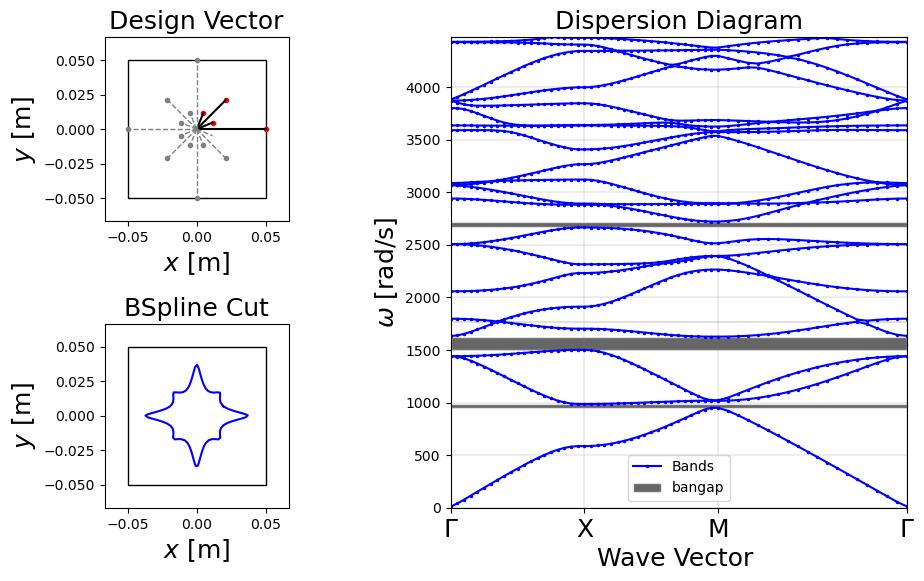 Design Vector
0.050
0.025
0.000
−0.025
−0.050
y [m]
−0.05 0.00 0.05
x [m]
BSpline Cut
0.050
0.025
0.000
−0.025
−0.050
y [m]
−0.05 0.00 0.05
x [m]
Dispersion Diagram
4000
3500
3000
2500
2000
1500
1000
500
0
ω [rad/s]
Bands
bangap
Γ X M Γ
Wave Vector